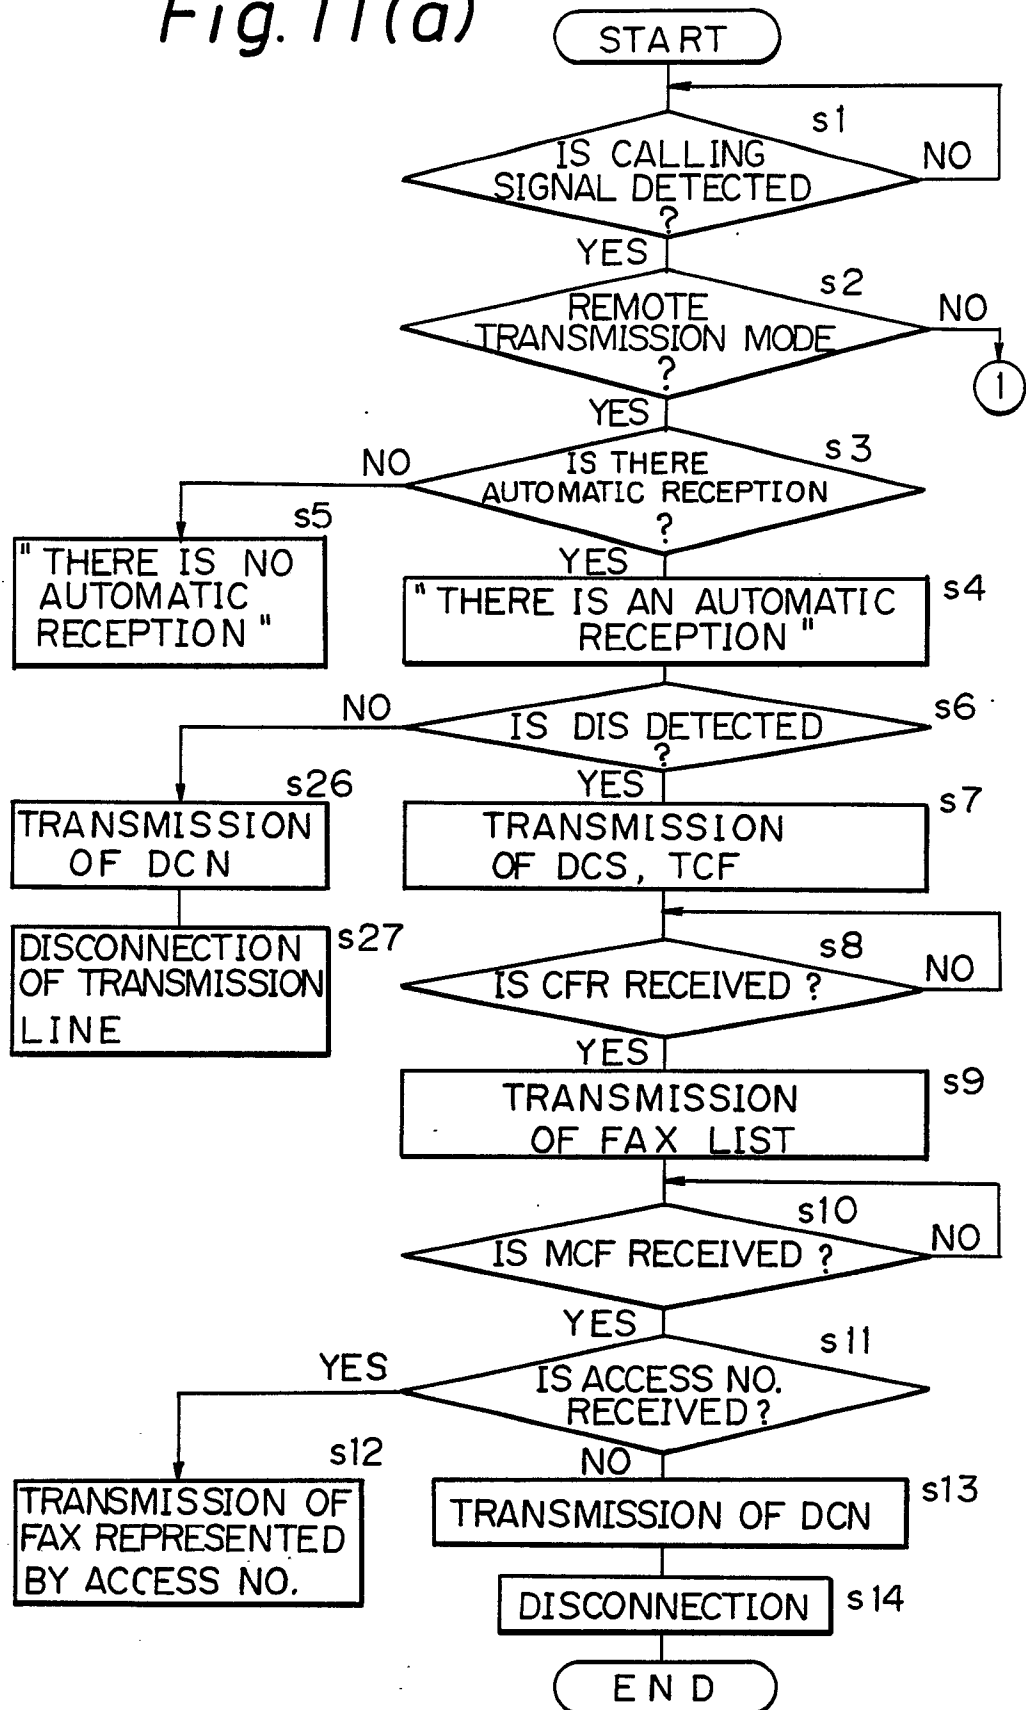 Fig. 11(a)
START
s1
IS CALLING
SIGNAL DETECTED
?
NO
YES
s2
REMOTE
TRANSMISSION MODE
?
NO
1
YES
s3
IS THERE
AUTOMATIC RECEPTION
?
NO
s5
" THERE IS NO
AUTOMATIC
RECEPTION "
YES
s4
" THERE IS AN AUTOMATIC
RECEPTION "
s6
IS DIS DETECTED
?
NO
s26
TRANSMISSION
OF DCN
s27
DISCONNECTION
OF TRANSMISSION
LINE
YES
s7
TRANSMISSION
OF DCS, TCF
s8
IS CFR RECEIVED ?
NO
YES
s9
TRANSMISSION
OF FAX LIST
s10
IS MCF RECEIVED ?
NO
YES
s11
IS ACCESS NO.
RECEIVED ?
YES
s12
TRANSMISSION OF
FAX REPRESENTED
BY ACCESS NO.
NO
s13
TRANSMISSION OF DCN
DISCONNECTION
s14
END